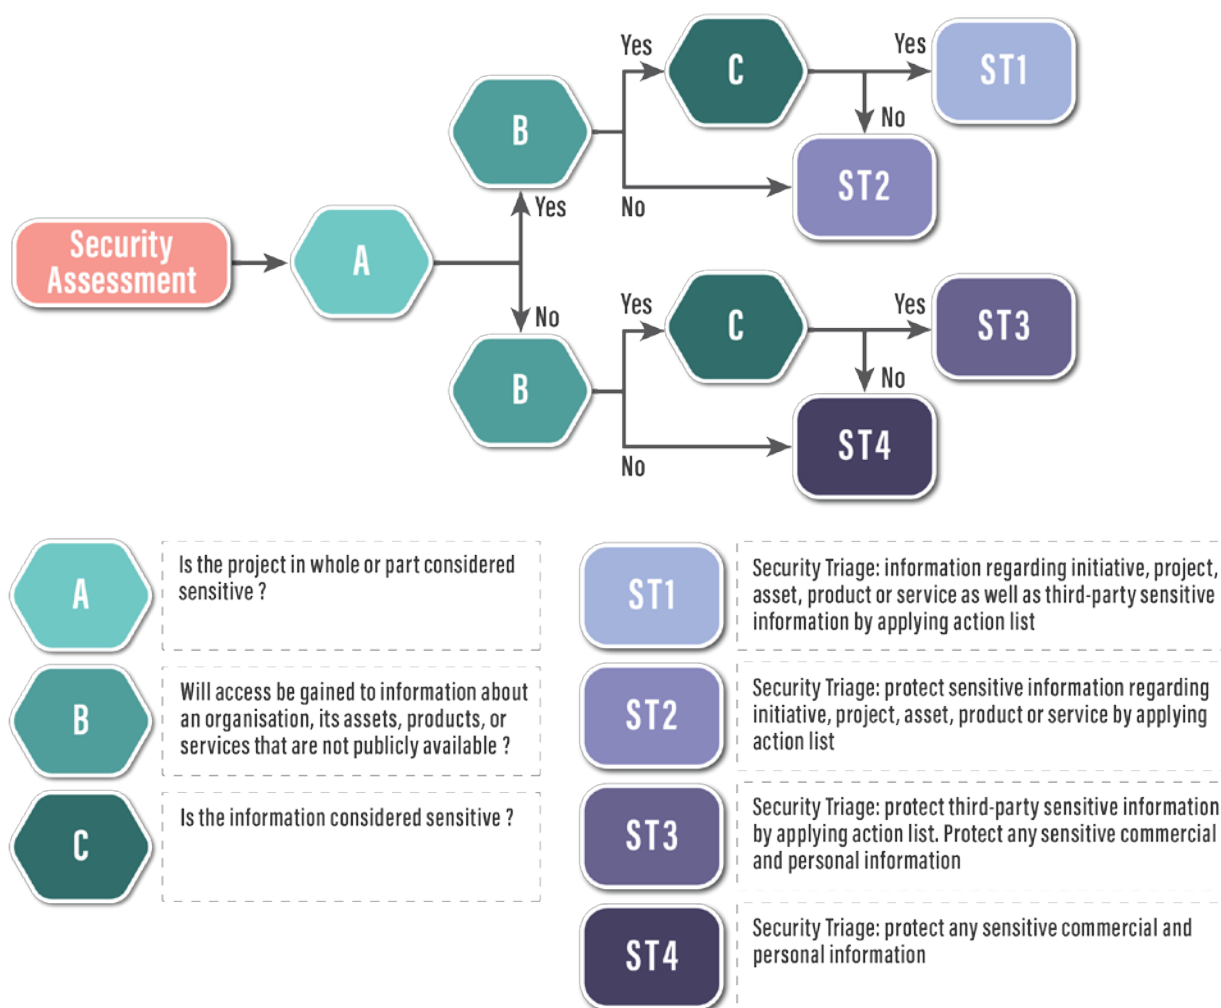 Yes
C
Yes
ST1
B
No
ST2
No
Yes
Security
Assessment
A
No
Yes
C
Yes
ST3
B
No
ST4
No
A
Is the project in whole or part considered
sensitive ?
B
Will access be gained to information about
an organisation, its assets, products, or
services that are not publicly available ?
C
Is the information considered sensitive ?
ST1
Security Triage: information regarding initiative, project,
asset, product or service as well as third-party sensitive
information by applying action list
ST2
Security Triage: protect sensitive information regarding
initiative, project, asset, product or service by applying
action list
ST3
Security Triage: protect third-party sensitive information
by applying action list. Protect any sensitive commercial
and personal information
ST4
Security Triage: protect any sensitive commercial and
personal information